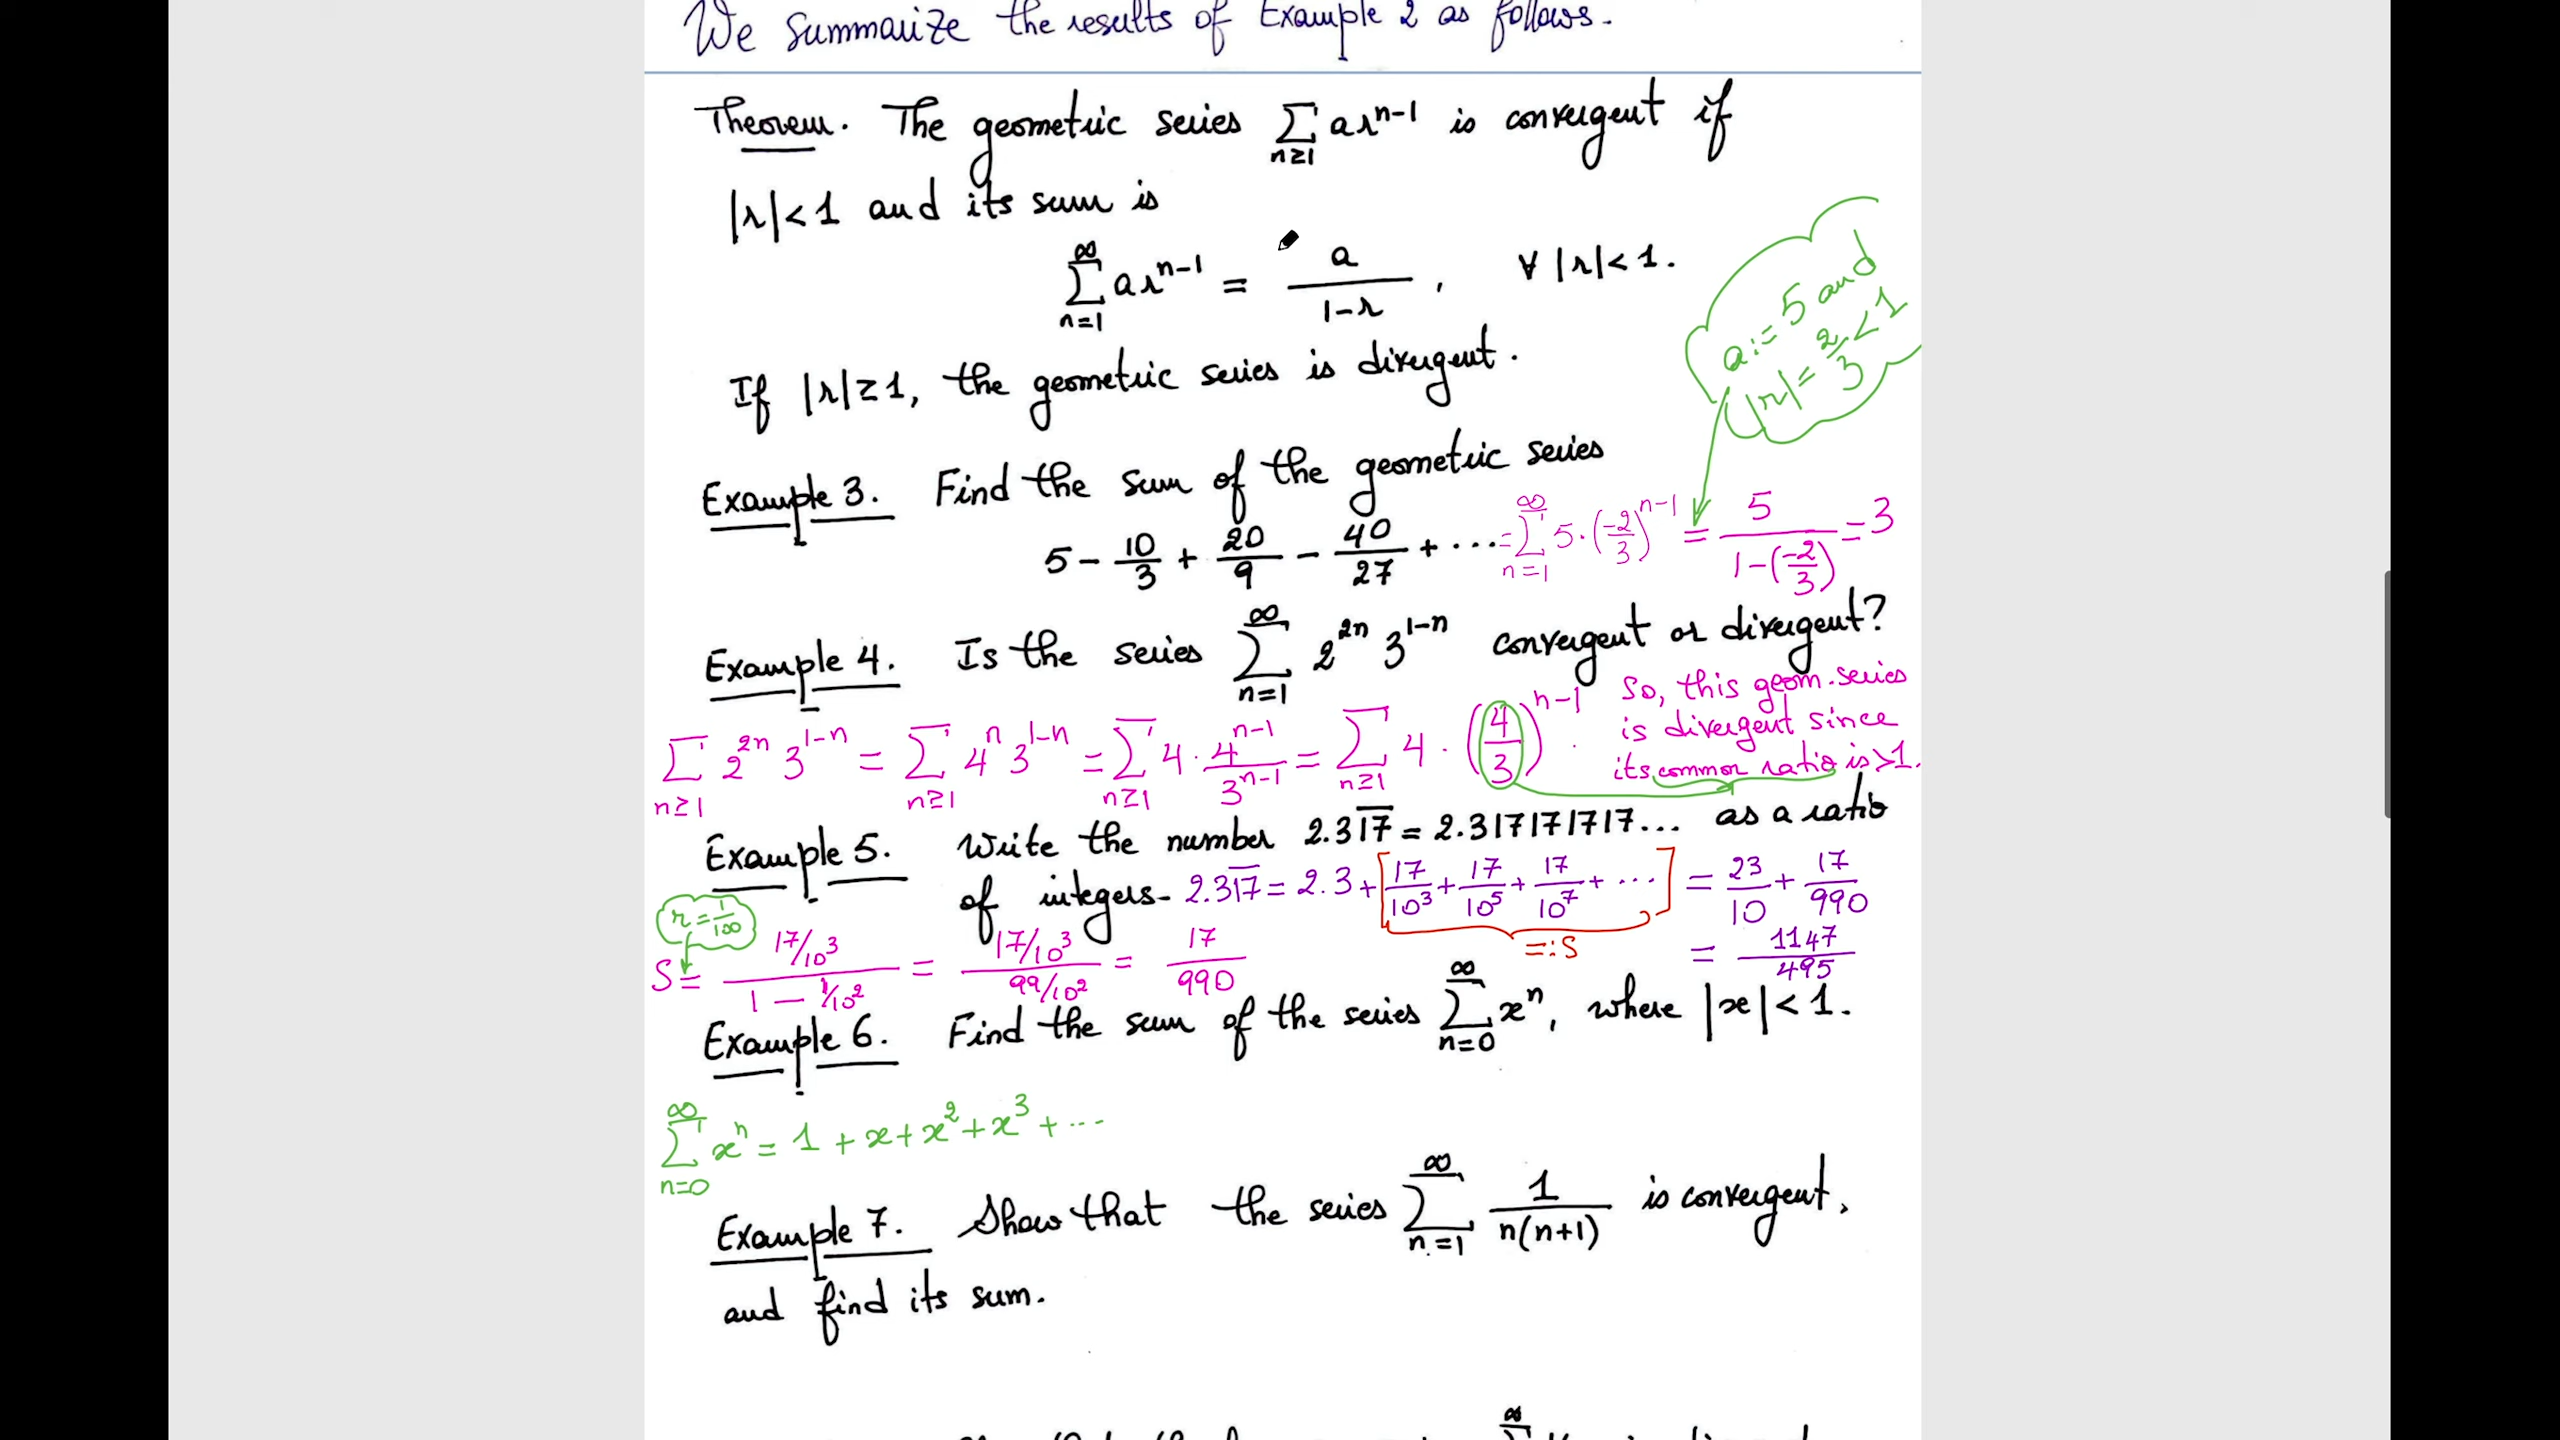 We summarize the results of Example 2 as follows.
Theorem. The geometric series ∑_{n≥1} ar^{n-1} is convergent if
|r|<1 and its sum is
∑_{n=1}^{∞} ar^{n-1} = a/(1-r), ∀ |r|<1.
a:=5 and
|r|=2/3<1
If |r|≥1, the geometric series is divergent.
Example 3. Find the sum of the geometric series
5 - 10/3 + 20/9 - 40/27 + ... = ∑_{n=1}^{∞} 5·(-2/3)^{n-1} = 5/(1-(-2/3)) = 3
Example 4. Is the series ∑_{n=1}^{∞} 2^{2n} 3^{1-n} convergent or divergent?
∑_{n≥1} 2^{2n} 3^{1-n} = ∑_{n≥1} 4^n 3^{1-n} = ∑_{n≥1} 4·4^{n-1}/3^{n-1} = ∑_{n≥1} 4·(4/3)^{n-1}.
So, this geom. series
is divergent since
its common ratio is >1.
Example 5. Write the number 2.3\overline{17} = 2.317171717... as a ratio
of integers- 2.3\overline{17} = 2.3 + [17/10^3 + 17/10^5 + 17/10^7 + ...] = 23/10 + 17/990
=:S
= 1147/495
r=1/100
S = (17/10^3)/(1 - 1/10^2) = (17/10^3)/(99/10^2) = 17/990
Example 6. Find the sum of the series ∑_{n=0}^{∞} x^n, where |x|<1.
∑_{n=0}^{∞} x^n = 1 + x + x^2 + x^3 + ...
Example 7. Show that the series ∑_{n=1}^{∞} 1/(n(n+1)) is convergent,
and find its sum.